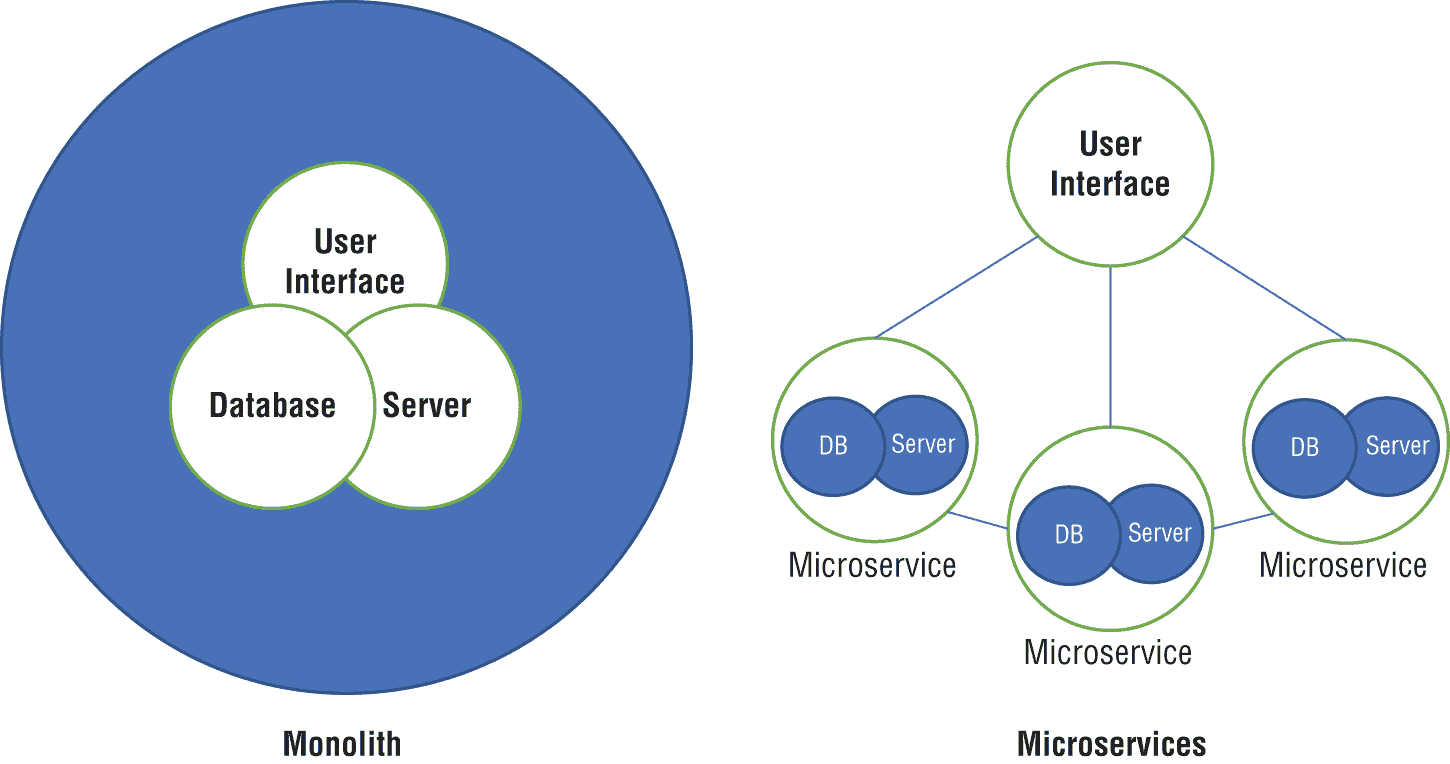 User
Interface
Database
Server
Monolith
User
Interface
DB
Server
Microservice
DB
Server
Microservice
DB
Server
Microservice
Microservices